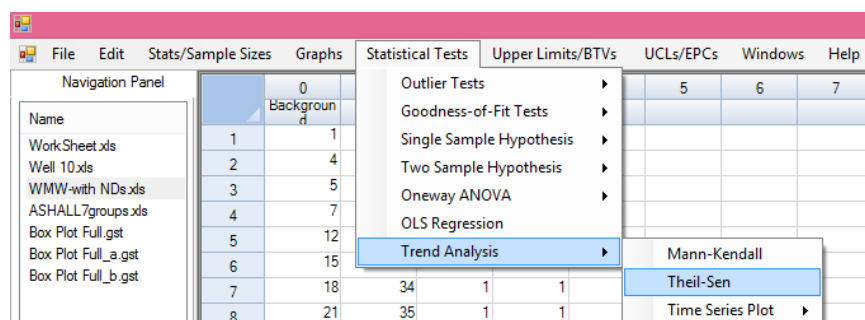 File Edit Stats/Sample Sizes Graphs Statistical Tests Upper Limits/BTVs UCLs/EPCs Windows Help
Navigation Panel
Name
WorkSheet.xls
Well 10.xls
WMW-with NDs.xls
ASHALL7groups.xls
Box Plot Full.gst
Box Plot Full_a.gst
Box Plot Full_b.gst
0 5 6 7
Backgroun
d
1 1
2 4
3 5
4 7
5 12
6 15
7 18 34 1 1
8 21 35 1 1
Outlier Tests
Goodness-of-Fit Tests
Single Sample Hypothesis
Two Sample Hypothesis
Oneway ANOVA
OLS Regression
Trend Analysis
Mann-Kendall
Theil-Sen
Time Series Plot